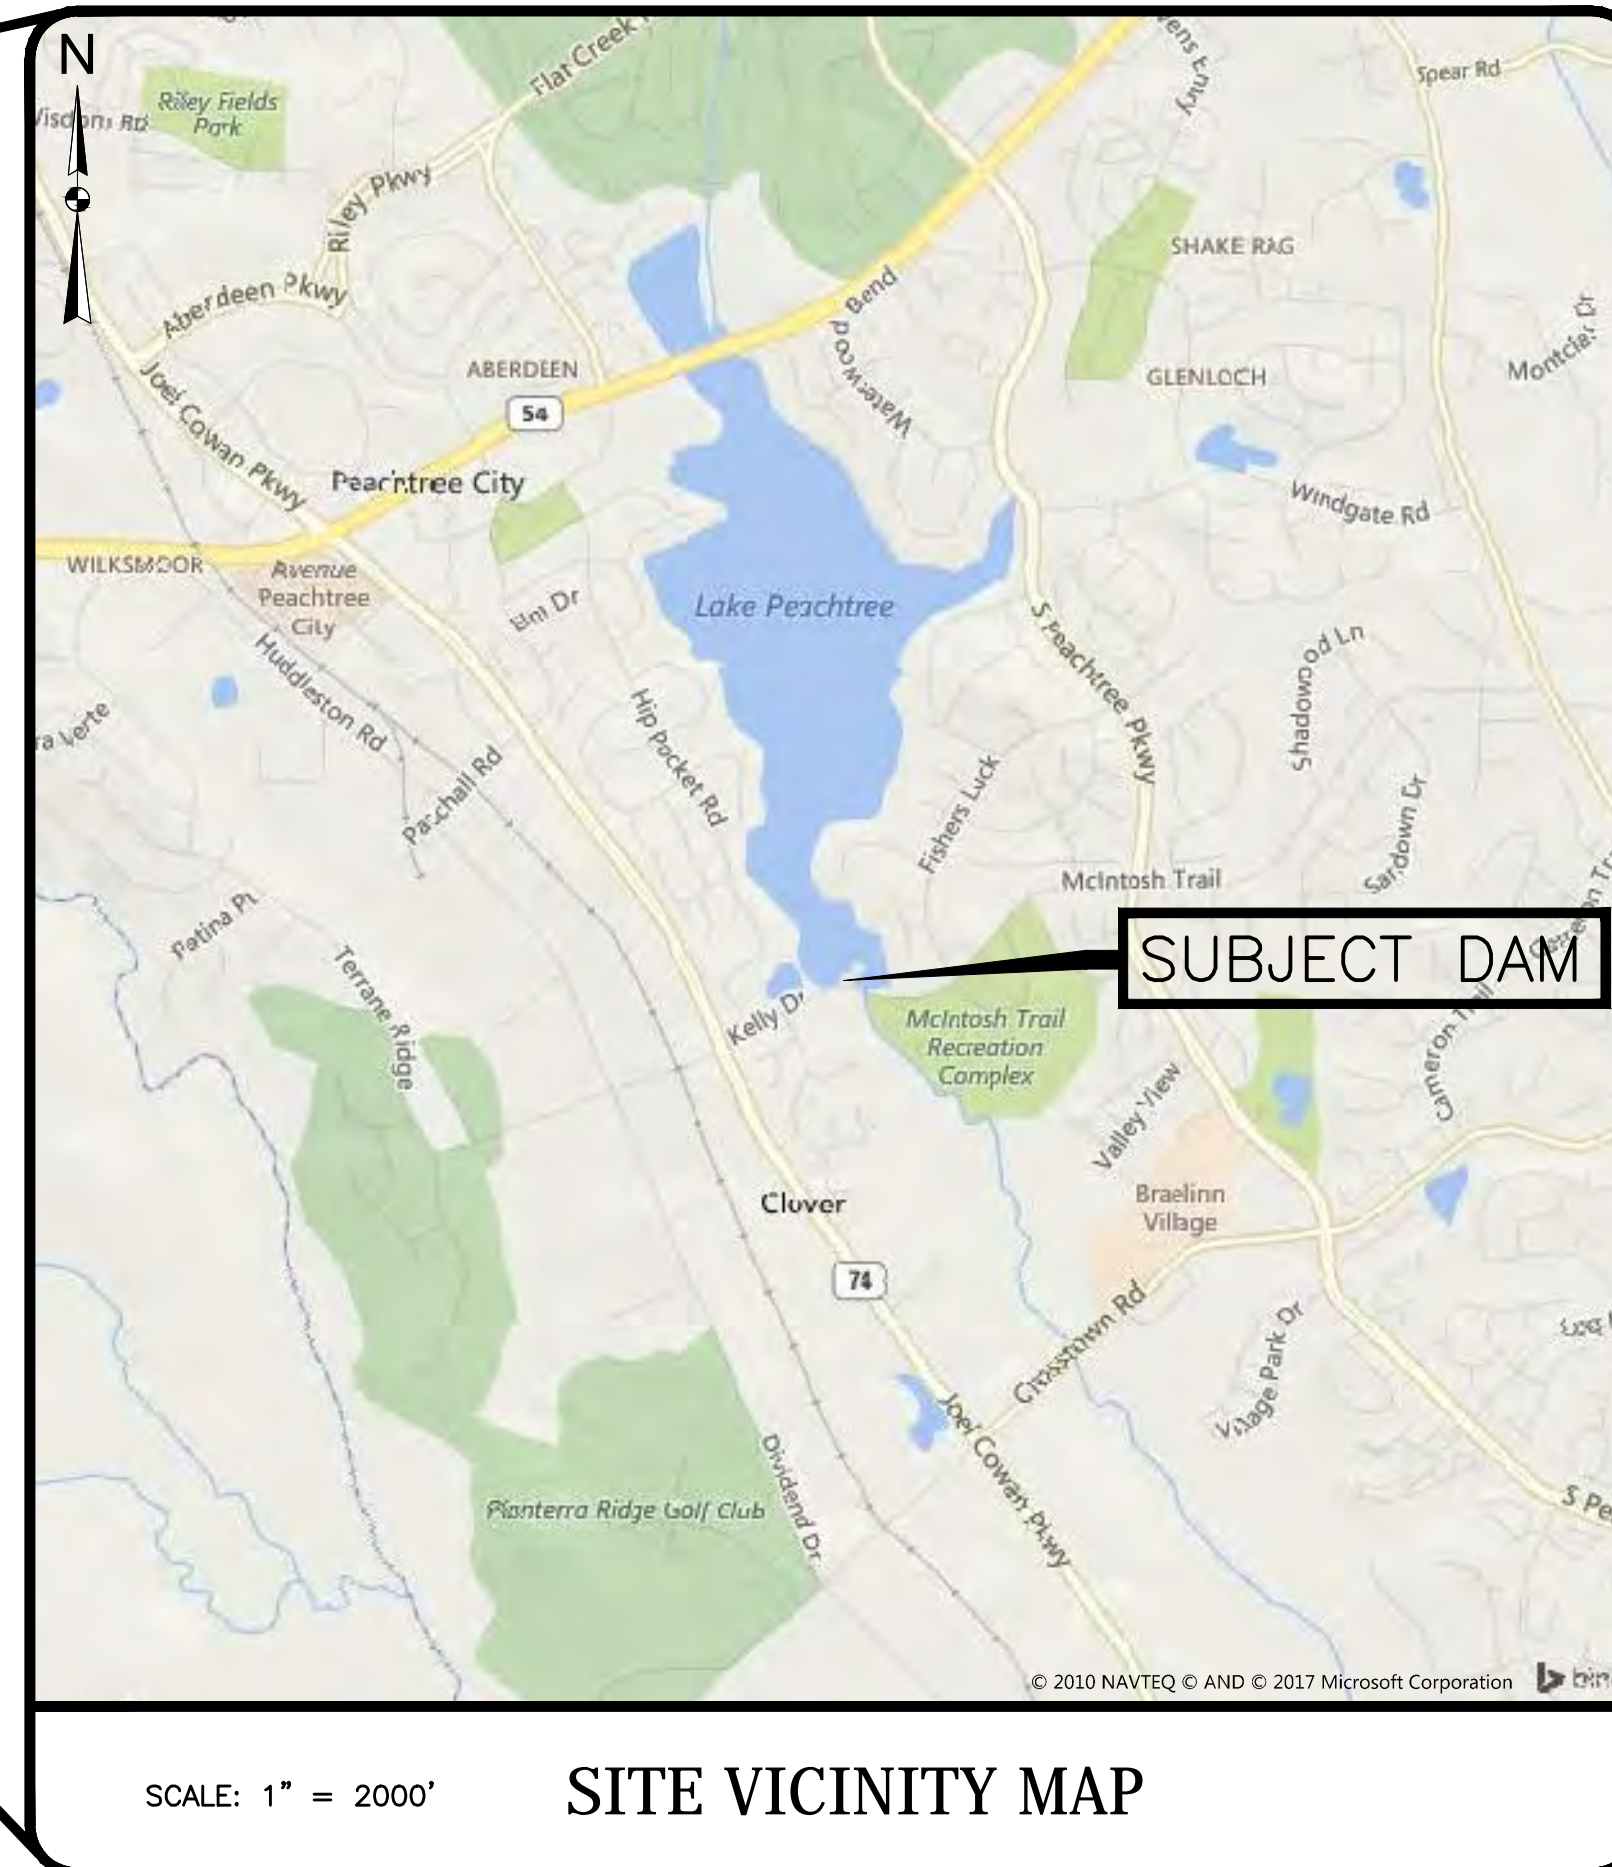 N
Riley Fields
Park
Flat Creek
Spear Rd
Riley Pkwy
SHAKE RAG
Aberdeen Pkwy
Bend
Waterwood
ABERDEEN
GLENLOCH
54
Joel Cowan Pkwy
Peachtree City
Windgate Rd
WILKSMOOR
Avenue
Peachtree
City
Elm Dr
Lake Peachtree
S Peachtree Pkwy
Shadowood Ln
Huddleston Rd
Hip Pocket Rd
Paschall Rd
Fishers Luck
Sandown Dr
McIntosh Trail
SUBJECT DAM
Patina Pt
Terrane Ridge
Kelly Dr
McIntosh Trail
Recreation
Complex
Cameron Trail
Valley View
Clover
Braelinn
Village
74
Crosstown Rd
Village Park Dr
Joel Cowan Pkwy
Dividend Dr
Planterra Ridge Golf Club
S Pe
© 2010 NAVTEQ © AND © 2017 Microsoft Corporation
SCALE: 1" = 2000'
SITE VICINITY MAP